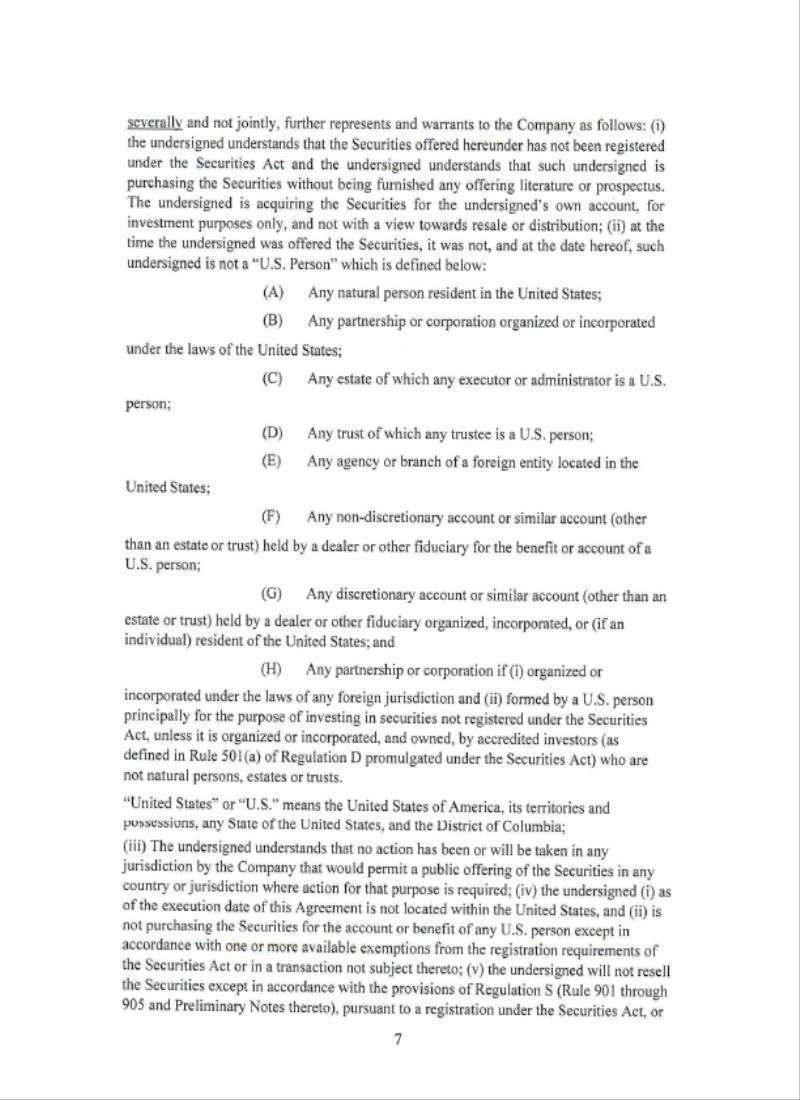 severally and not jointly, further represents and warrants to the Company as follows: (i)
the undersigned understands that the Securities offered hereunder has not been registered
under the Securities Act and the undersigned understands that such undersigned is
purchasing the Securities without being furnished any offering literature or prospectus.
The undersigned is acquiring the Securities for the undersigned's own account, for
investment purposes only, and not with a view towards resale or distribution; (ii) at the
time the undersigned was offered the Securities, it was not, and at the date hereof, such
undersigned is not a "U.S. Person" which is defined below:
(A) Any natural person resident in the United States;
(B) Any partnership or corporation organized or incorporated
under the laws of the United States;
(C) Any estate of which any executor or administrator is a U.S.
person;
(D) Any trust of which any trustee is a U.S. person;
(E) Any agency or branch of a foreign entity located in the
United States;
(F) Any non-discretionary account or similar account (other
than an estate or trust) held by a dealer or other fiduciary for the benefit or account of a
U.S. person;
(G) Any discretionary account or similar account (other than an
estate or trust) held by a dealer or other fiduciary organized, incorporated, or (if an
individual) resident of the United States; and
(H) Any partnership or corporation if (i) organized or
incorporated under the laws of any foreign jurisdiction and (ii) formed by a U.S. person
principally for the purpose of investing in securities not registered under the Securities
Act, unless it is organized or incorporated, and owned, by accredited investors (as
defined in Rule 501(a) of Regulation D promulgated under the Securities Act) who are
not natural persons, estates or trusts.
"United States" or "U.S." means the United States of America, its territories and
possessions, any State of the United States, and the District of Columbia;
(iii) The undersigned understands that no action has been or will be taken in any
jurisdiction by the Company that would permit a public offering of the Securities in any
country or jurisdiction where action for that purpose is required; (iv) the undersigned (i) as
of the execution date of this Agreement is not located within the United States, and (ii) is
not purchasing the Securities for the account or benefit of any U.S. person except in
accordance with one or more available exemptions from the registration requirements of
the Securities Act or in a transaction not subject thereto; (v) the undersigned will not resell
the Securities except in accordance with the provisions of Regulation S (Rule 901 through
905 and Preliminary Notes thereto), pursuant to a registration under the Securities Act, or
7